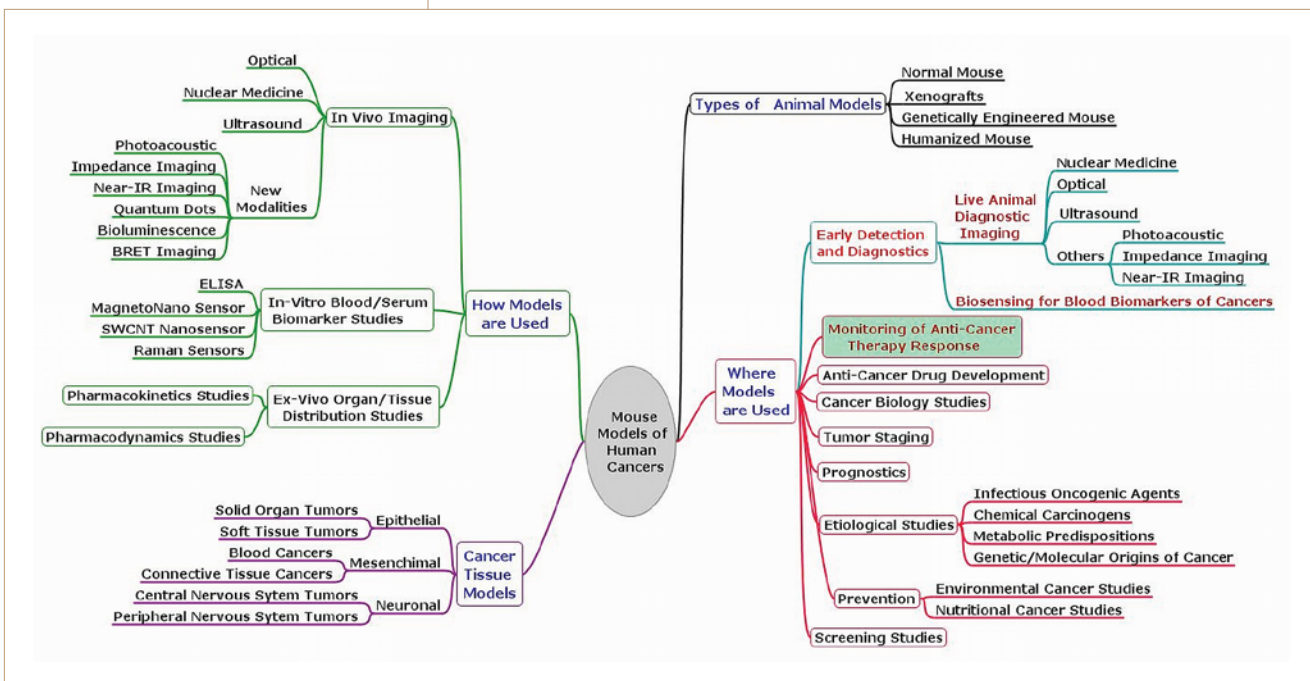 Optical
Nuclear Medicine
Ultrasound
In Vivo Imaging
Photoacoustic
Impedance Imaging
Near-IR Imaging
Quantum Dots
Bioluminescence
BRET Imaging
New
Modalities
ELISA
MagnetoNano Sensor
SWCNT Nanosensor
Raman Sensors
In-Vitro Blood/Serum
Biomarker Studies
Pharmacokinetics Studies
Pharmacodynamics Studies
Ex-Vivo Organ/Tissue
Distribution Studies
How Models
are Used
Solid Organ Tumors
Soft Tissue Tumors
Epithelial
Blood Cancers
Connective Tissue Cancers
Mesenchimal
Central Nervous Sytem Tumors
Peripheral Nervous Sytem Tumors
Neuronal
Cancer
Tissue
Models
Mouse
Models of
Human
Cancers
Types of Animal Models
Normal Mouse
Xenografts
Genetically Engineered Mouse
Humanized Mouse
Where
Models
are Used
Early Detection
and Diagnostics
Live Animal
Diagnostic
Imaging
Nuclear Medicine
Optical
Ultrasound
Others
Photoacoustic
Impedance Imaging
Near-IR Imaging
Biosensing for Blood Biomarkers of Cancers
Monitoring of Anti-Cancer
Therapy Response
Anti-Cancer Drug Development
Cancer Biology Studies
Tumor Staging
Prognostics
Etiological Studies
Infectious Oncogenic Agents
Chemical Carcinogens
Metabolic Predispositions
Genetic/Molecular Origins of Cancer
Prevention
Environmental Cancer Studies
Nutritional Cancer Studies
Screening Studies